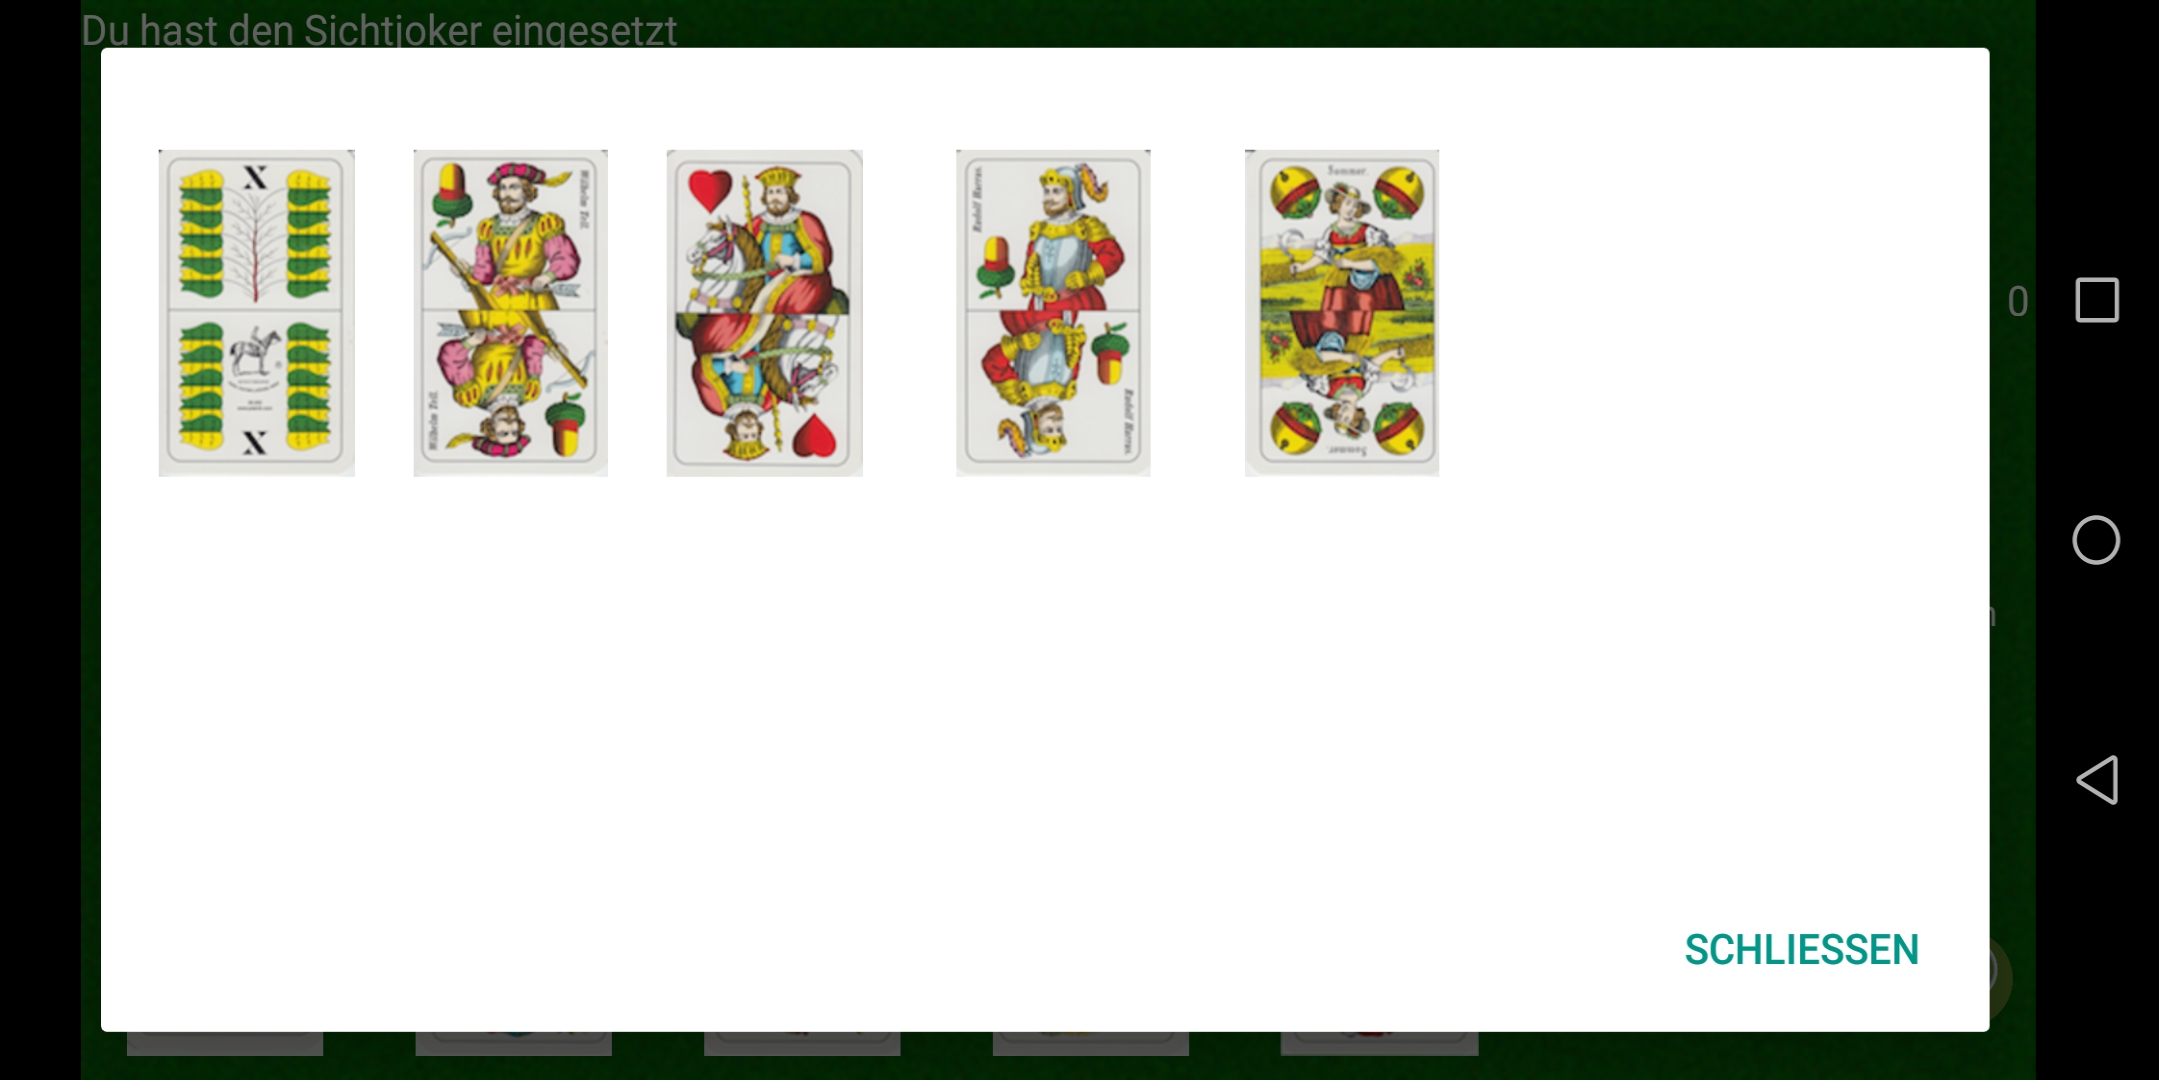 Du hast den Sichtjoker eingesetzt
X
X
Wilhelm Tell.
Wilhelm Tell.
Rudolf Harras.
Rudolf Harras.
Sommer.
Sommer.
0
SCHLIESSEN